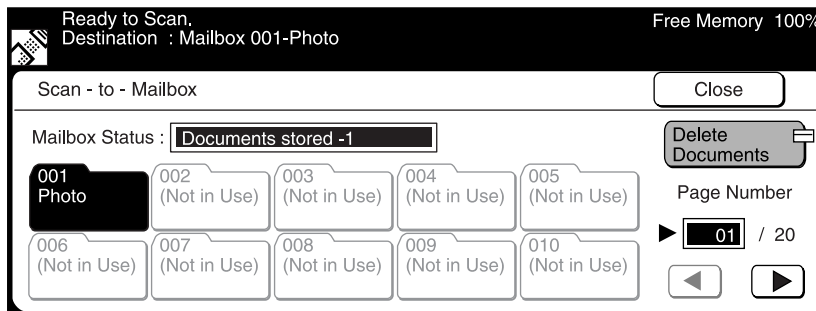 Ready to Scan.
Free Memory 100%
Destination : Mailbox 001-Photo
Scan - to - Mailbox
Close
Mailbox Status : Documents stored -1
Delete
Documents
001
Photo
002
(Not in Use)
003
(Not in Use)
004
(Not in Use)
005
(Not in Use)
Page Number
01 / 20
006
(Not in Use)
007
(Not in Use)
008
(Not in Use)
009
(Not in Use)
010
(Not in Use)